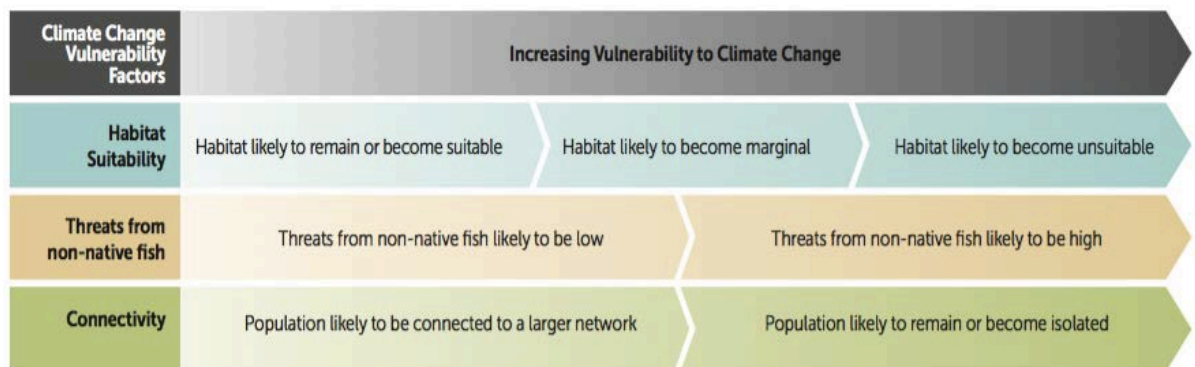 Climate Change
Vulnerability
Factors
Increasing Vulnerability to Climate Change
Habitat
Suitability
Habitat likely to remain or become suitable
Habitat likely to become marginal
Habitat likely to become unsuitable
Threats from
non-native fish
Threats from non-native fish likely to be low
Threats from non-native fish likely to be high
Connectivity
Population likely to be connected to a larger network
Population likely to remain or become isolated